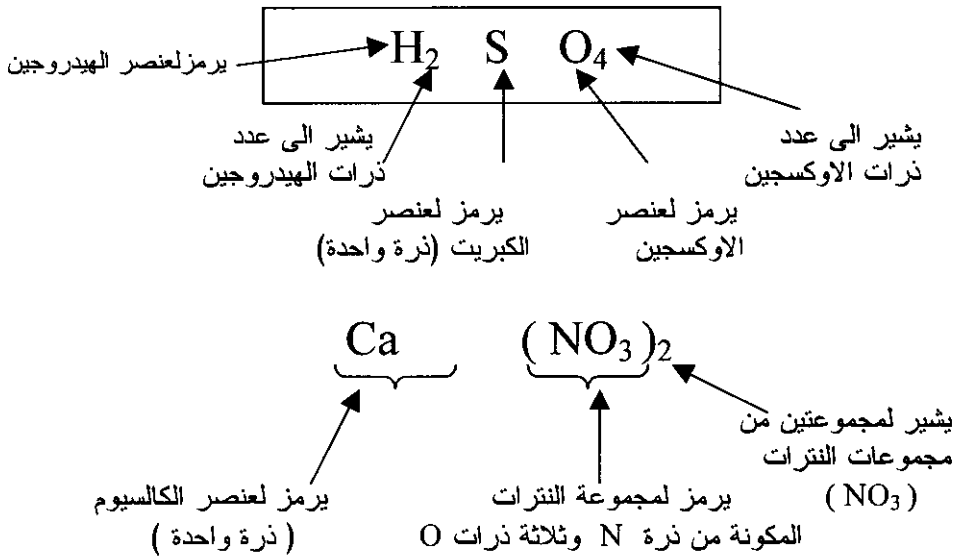 H₂ S O₄
يرمز لعنصر الهيدروجين
يشير الى عدد
ذرات الهيدروجين
يشير الى عدد
ذرات الاوكسجين
يرمز لعنصر
الكبريت (ذرة واحدة)
يرمز لعنصر
الاوكسجين
Ca (NO₃)₂
يشير لمجموعتين من
مجموعات النترات
(NO₃)
يرمز لمجموعة النترات
المكونة من ذرة N وثلاثة ذرات O
يرمز لعنصر الكالسيوم
(ذرة واحدة)